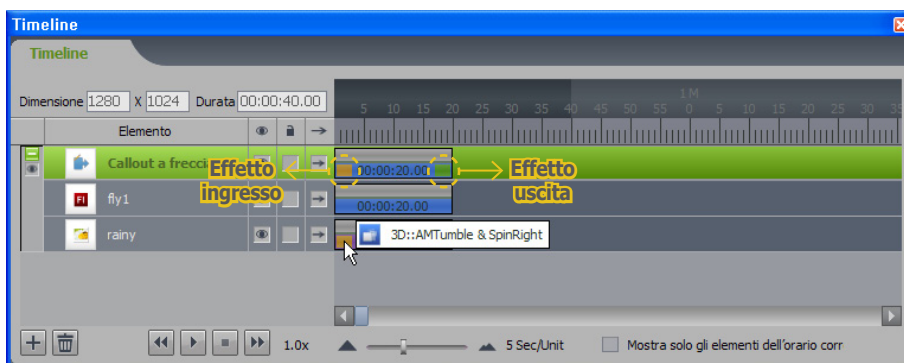 Timeline
Timeline
Dimensione 1280 X 1024 Durata 00:00:40.00
1M
5 10 15 20 25 30 35 40 45 50 55 0 5 10 15 20 25 30 35
Elemento
Callout a freccia
00:00:20.00
Effetto ingresso
Effetto uscita
fly1
00:00:20.00
rainy
3D::AMTumble & SpinRight
1.0x
5 Sec/Unit
Mostra solo gli elementi dell'orario corr